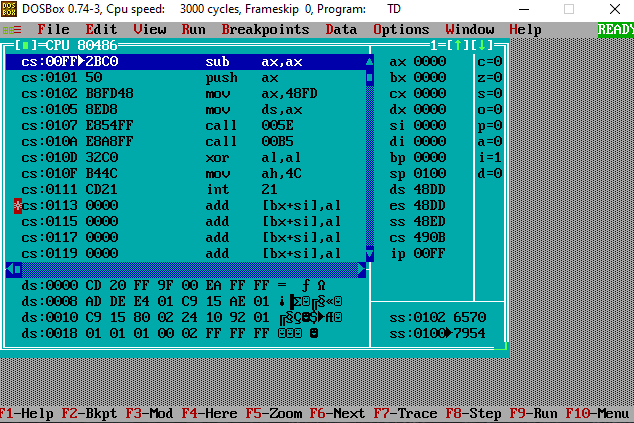 DOSBox 0.74-3, Cpu speed: 3000 cycles, Frameskip 0, Program: TD
≡ File Edit View Run Breakpoints Data Options Window Help READY
[■]=CPU 80486 1=[↑][↓]
cs:00FF►2BC0 sub ax,ax ax 0000 c=0
cs:0101 50 push ax bx 0000 z=0
cs:0102 B8FD48 mov ax,48FD cx 0000 s=0
cs:0105 8ED8 mov ds,ax dx 0000 o=0
cs:0107 E854FF call 005E si 0000 p=0
cs:010A E8A8FF call 00B5 di 0000 a=0
cs:010D 32C0 xor al,al bp 0000 i=1
cs:010F B44C mov ah,4C sp 0100 d=0
cs:0111 CD21 int 21 ds 48DD
cs:0113 0000 add [bx+si],al es 48DD
cs:0115 0000 add [bx+si],al ss 48ED
cs:0117 0000 add [bx+si],al cs 490B
cs:0119 0000 add [bx+si],al ip 00FF
ds:0000 CD 20 FF 9F 00 EA FF FF = ƒ Ω
ds:0008 AD DE E4 01 C9 15 AE 01 ¡▐Σ☺╔§«☺
ds:0010 C9 15 80 02 24 10 92 01 ╔§Ç☻$►Æ☺ ss:0102 6570
ds:0018 01 01 01 00 02 FF FF FF ☺☺☺ ☻ ss:0100►7954
F1-Help F2-Bkpt F3-Mod F4-Here F5-Zoom F6-Next F7-Trace F8-Step F9-Run F10-Menu